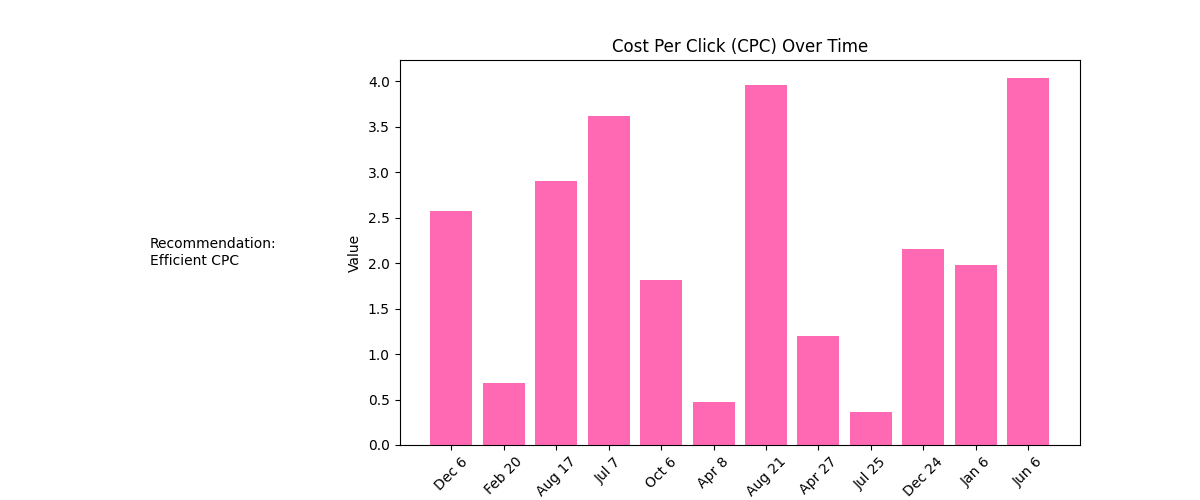 Cost Per Click (CPC) Over Time
Recommendation:
Efficient CPC
Value
4.0
3.5
3.0
2.5
2.0
1.5
1.0
0.5
0.0
Dec 6
Feb 20
Aug 17
Jul 7
Oct 6
Apr 8
Aug 21
Apr 27
Jul 25
Dec 24
Jan 6
Jun 6